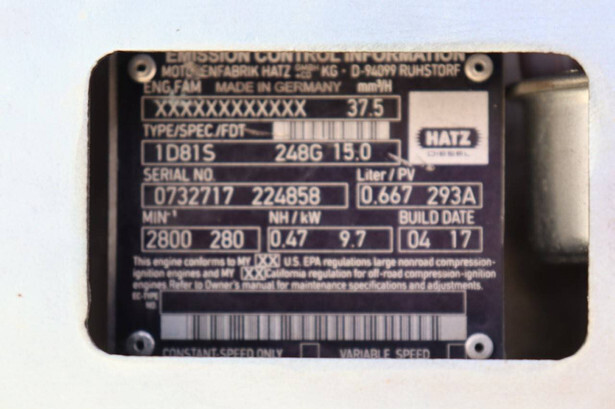 EMISSION CONTROL INFORMATION
MOTORENFABRIK HATZ KG · D-94099 RUHSTORF
ENG.FAM MADE IN GERMANY mm³/H
XXXXXXXXXXXX 37.5
TYPE/SPEC./FDT
HATZ
DIESEL
1D81S 248G 15.0
SERIAL NO. Liter / PV
0732717 224858 0.667 293A
MIN⁻¹ NH / kW BUILD DATE
2800 280 0.47 9.7 04 17
This engine conforms to MY XX U.S. EPA regulations large nonroad compression-
ignition engines and MY XX California regulation for off-road compression-ignition
engines. Refer to Owner's manual for maintenance specifications and adjustments.
EC-TYPE
NO.
CONSTANT-SPEED ONLY VARIABLE SPEED